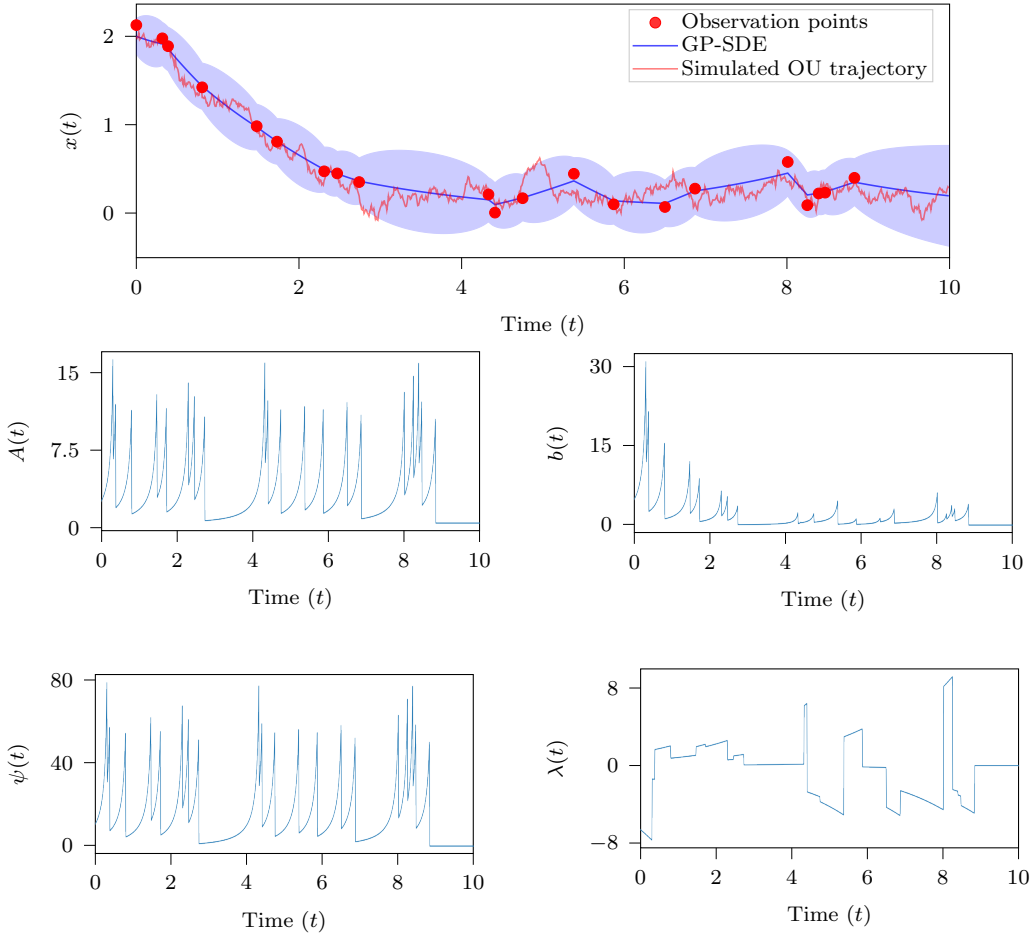 Observation points
GP-SDE
Simulated OU trajectory
2
1
0
x(t)
0 2 4 6 8 10
Time (t)
15
7.5
0
A(t)
0 2 4 6 8 10
Time (t)
30
15
0
b(t)
0 2 4 6 8 10
Time (t)
80
40
0
ψ(t)
0 2 4 6 8 10
Time (t)
8
0
−8
λ(t)
0 2 4 6 8 10
Time (t)